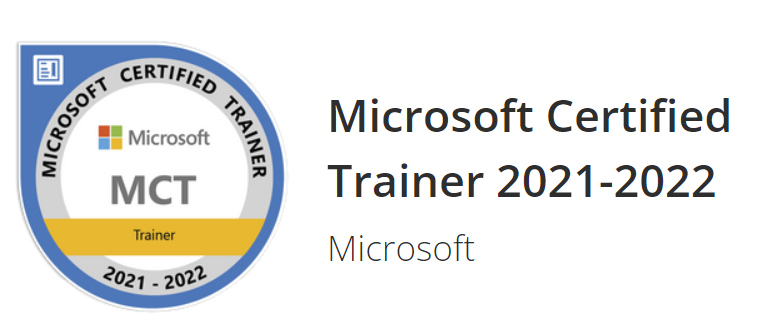 MICROSOFT CERTIFIED TRAINER
Microsoft
MCT
Trainer
2021 - 2022
Microsoft Certified
Trainer 2021-2022
Microsoft